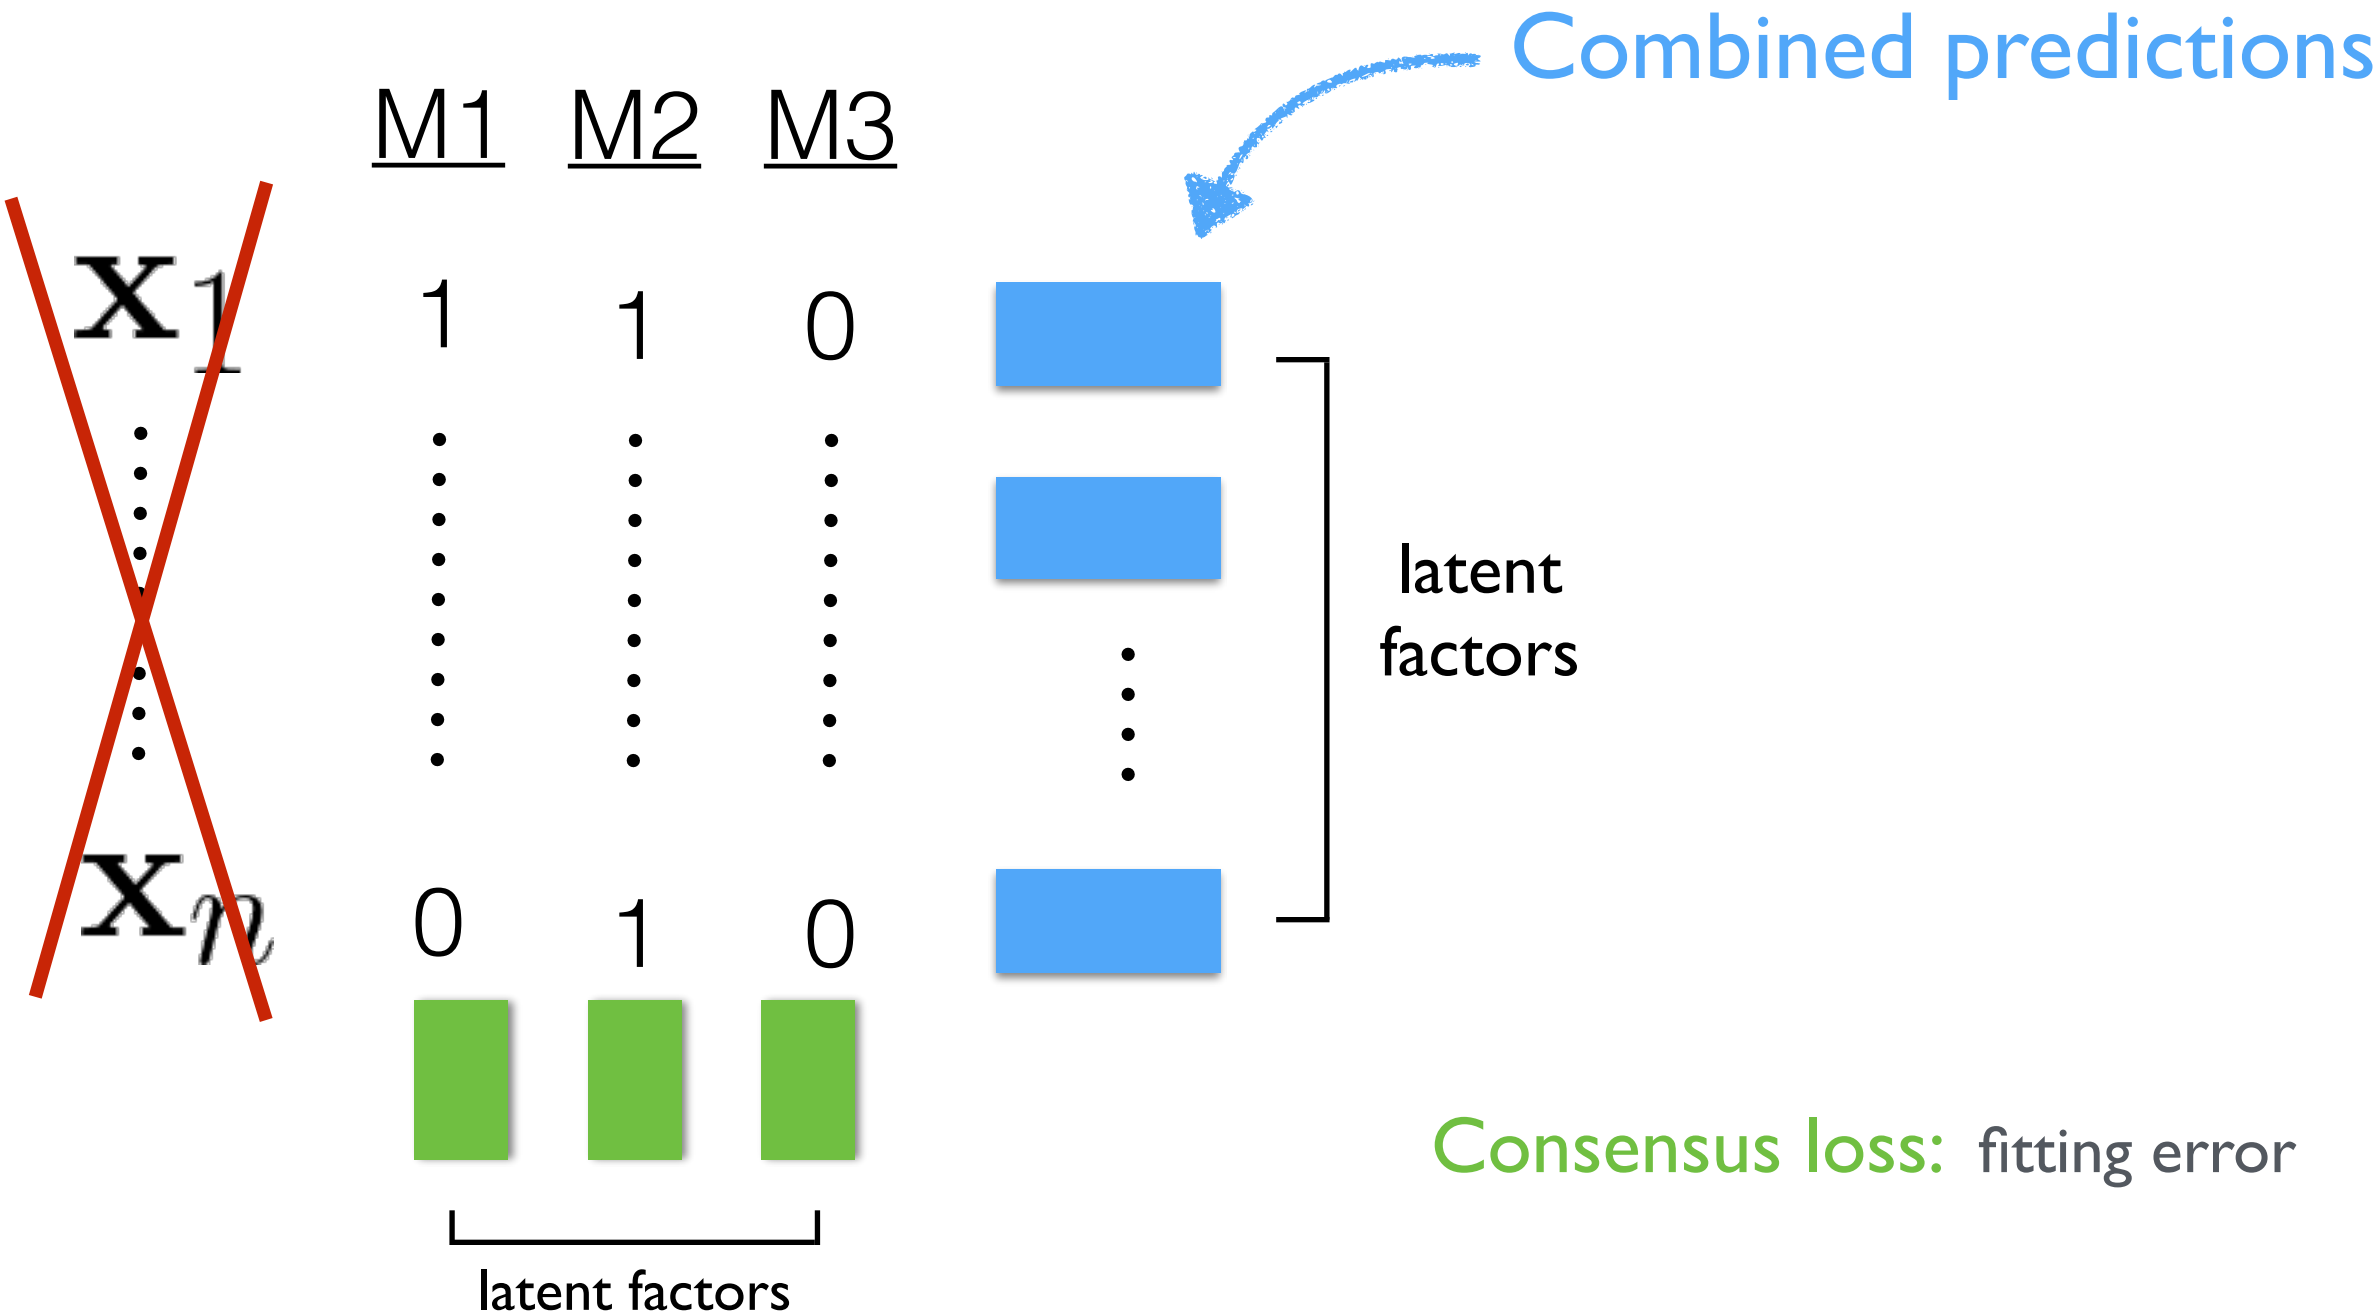 Combined predictions
M1 M2 M3
x1 1 1 0
latent
factors
xn 0 1 0
Consensus loss: fitting error
latent factors